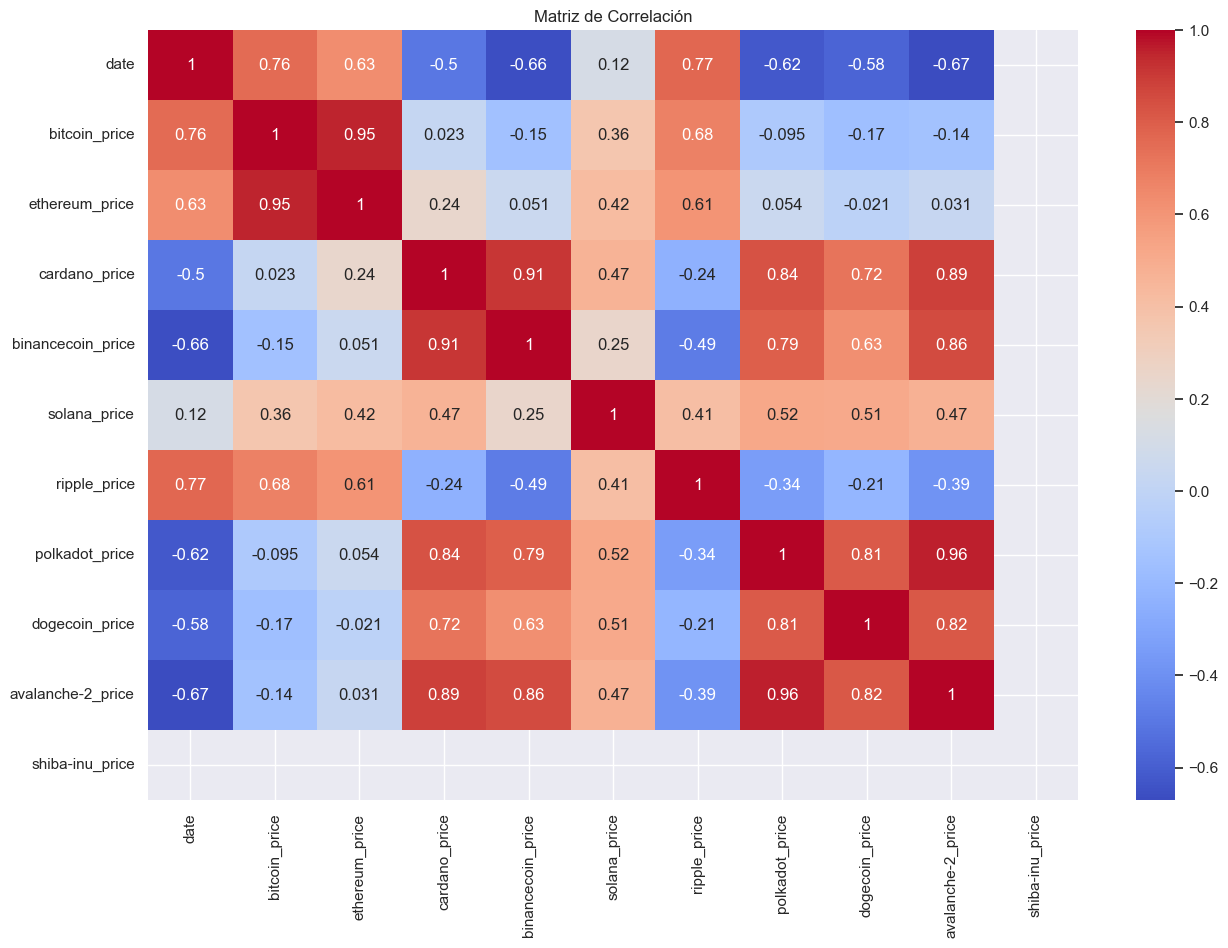 Matriz de Correlación
date 1 0.76 0.63 -0.5 -0.66 0.12 0.77 -0.62 -0.58 -0.67
bitcoin_price 0.76 1 0.95 0.023 -0.15 0.36 0.68 -0.095 -0.17 -0.14
ethereum_price 0.63 0.95 1 0.24 0.051 0.42 0.61 0.054 -0.021 0.031
cardano_price -0.5 0.023 0.24 1 0.91 0.47 -0.24 0.84 0.72 0.89
binancecoin_price -0.66 -0.15 0.051 0.91 1 0.25 -0.49 0.79 0.63 0.86
solana_price 0.12 0.36 0.42 0.47 0.25 1 0.41 0.52 0.51 0.47
ripple_price 0.77 0.68 0.61 -0.24 -0.49 0.41 1 -0.34 -0.21 -0.39
polkadot_price -0.62 -0.095 0.054 0.84 0.79 0.52 -0.34 1 0.81 0.96
dogecoin_price -0.58 -0.17 -0.021 0.72 0.63 0.51 -0.21 0.81 1 0.82
avalanche-2_price -0.67 -0.14 0.031 0.89 0.86 0.47 -0.39 0.96 0.82 1
shiba-inu_price
date
bitcoin_price
ethereum_price
cardano_price
binancecoin_price
solana_price
ripple_price
polkadot_price
dogecoin_price
avalanche-2_price
shiba-inu_price
1.0
0.8
0.6
0.4
0.2
0.0
−0.2
−0.4
−0.6